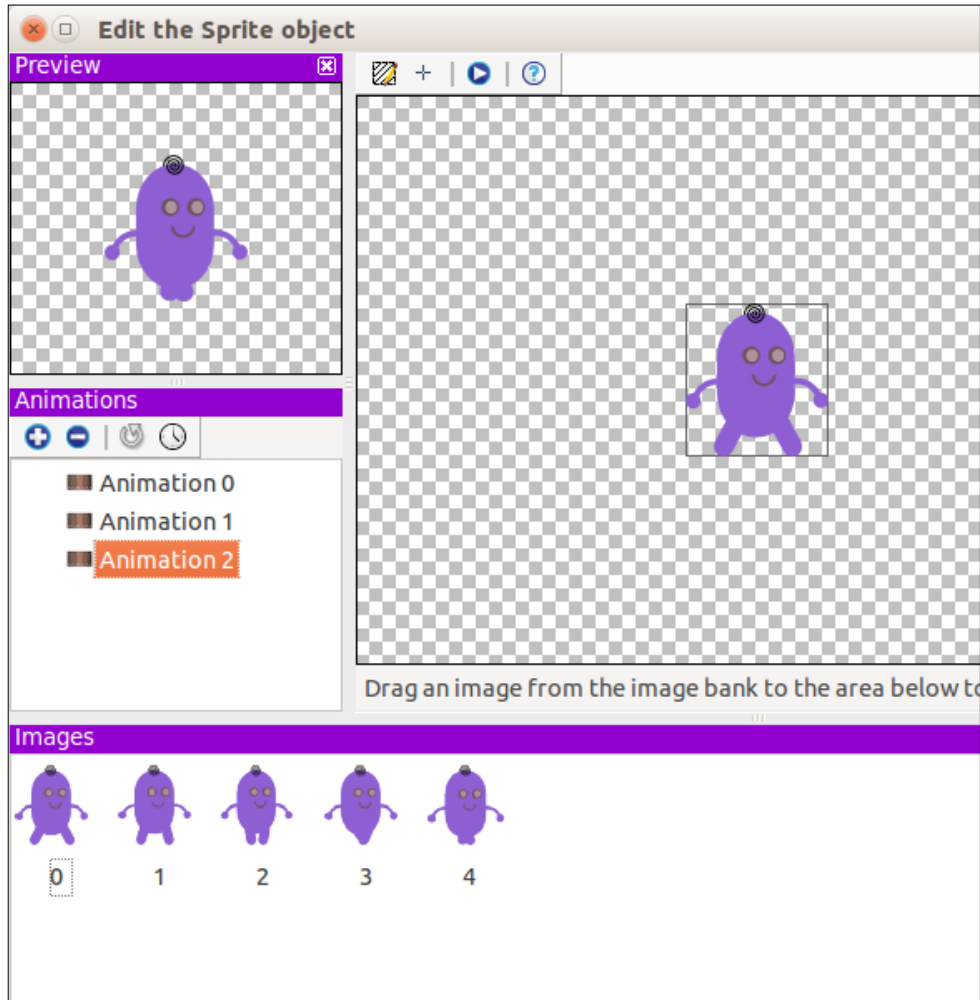 Edit the Sprite object
Preview
Animations
Animation 0
Animation 1
Animation 2
Drag an image from the image bank to the area below to
Images
0 1 2 3 4